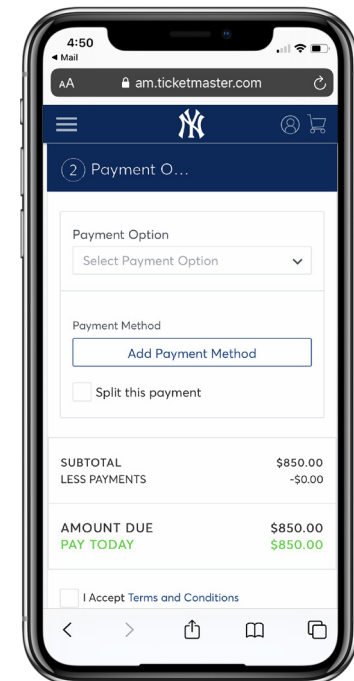 4:50
◀ Mail
AA am.ticketmaster.com
NY
2 Payment O...
Payment Option
Select Payment Option
Payment Method
Add Payment Method
Split this payment
SUBTOTAL $850.00
LESS PAYMENTS -$0.00
AMOUNT DUE $850.00
PAY TODAY $850.00
I Accept Terms and Conditions